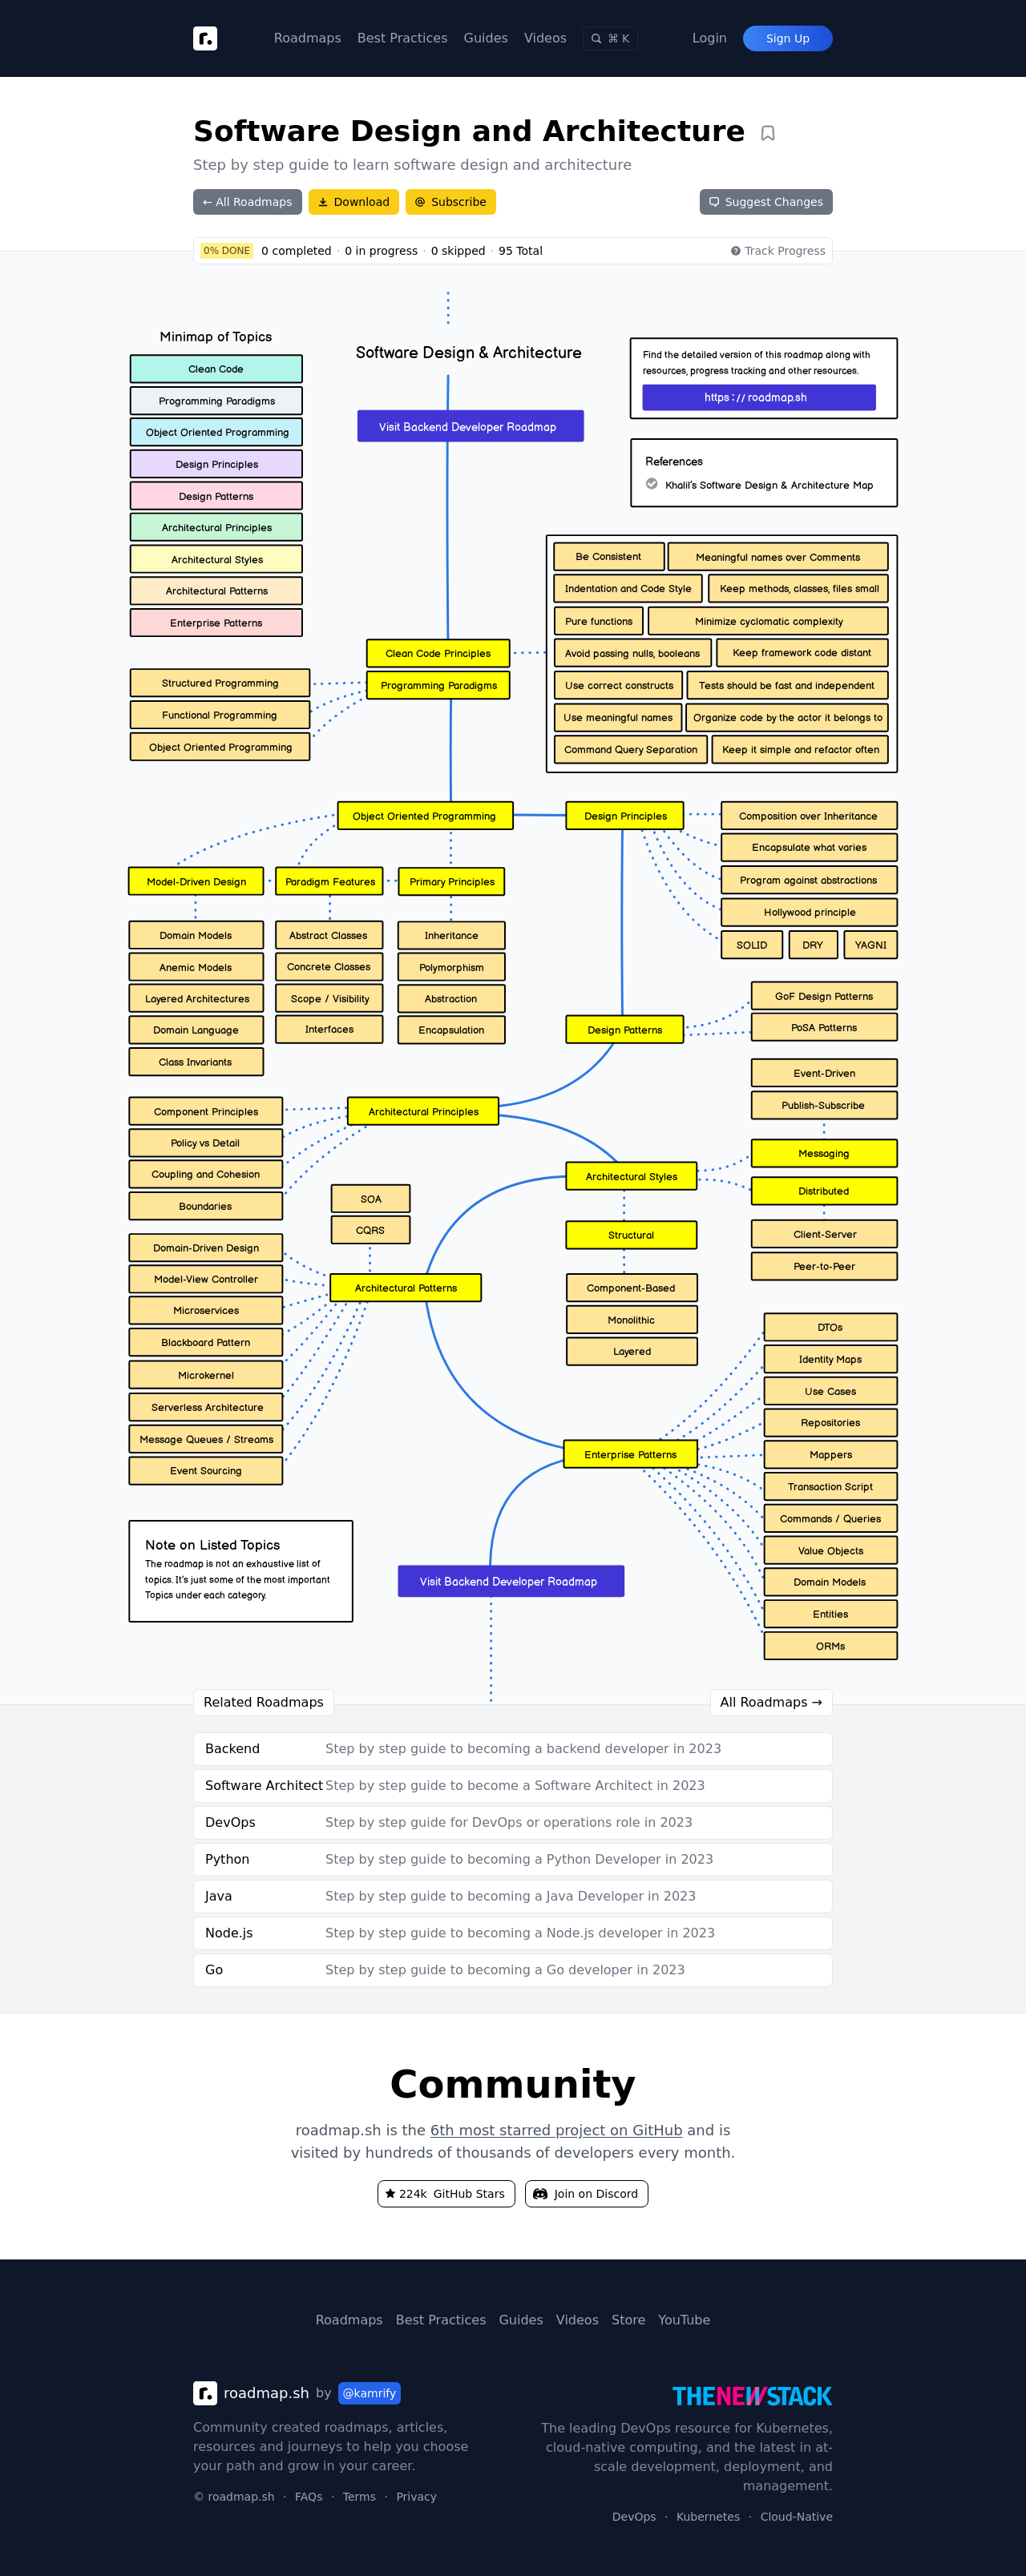 Roadmaps Best Practices Guides Videos ⌘ K Login Sign Up
Software Design and Architecture
Step by step guide to learn software design and architecture
← All Roadmaps Download Subscribe Suggest Changes
0% DONE 0 completed · 0 in progress · 0 skipped · 95 Total Track Progress
Minimap of Topics
Clean Code
Programming Paradigms
Object Oriented Programming
Design Principles
Design Patterns
Architectural Principles
Architectural Styles
Architectural Patterns
Enterprise Patterns
Software Design & Architecture
Visit Backend Developer Roadmap
Find the detailed version of this roadmap along with
resources, progress tracking and other resources.
https://roadmap.sh
References
Khalil's Software Design & Architecture Map
Clean Code Principles
Be Consistent
Meaningful names over Comments
Indentation and Code Style
Keep methods, classes, files small
Pure functions
Minimize cyclomatic complexity
Avoid passing nulls, booleans
Keep framework code distant
Use correct constructs
Tests should be fast and independent
Use meaningful names
Organize code by the actor it belongs to
Command Query Separation
Keep it simple and refactor often
Programming Paradigms
Structured Programming
Functional Programming
Object Oriented Programming
Object Oriented Programming
Model-Driven Design
Paradigm Features
Primary Principles
Domain Models
Anemic Models
Layered Architectures
Domain Language
Class Invariants
Abstract Classes
Concrete Classes
Scope / Visibility
Interfaces
Inheritance
Polymorphism
Abstraction
Encapsulation
Design Principles
Composition over Inheritance
Encapsulate what varies
Program against abstractions
Hollywood principle
SOLID
DRY
YAGNI
Design Patterns
GoF Design Patterns
PoSA Patterns
Architectural Principles
Component Principles
Policy vs Detail
Coupling and Cohesion
Boundaries
Architectural Styles
Event-Driven
Publish-Subscribe
Messaging
Distributed
Client-Server
Peer-to-Peer
Structural
Component-Based
Monolithic
Layered
SOA
CQRS
Architectural Patterns
Domain-Driven Design
Model-View Controller
Microservices
Blackboard Pattern
Microkernel
Serverless Architecture
Message Queues / Streams
Event Sourcing
Enterprise Patterns
DTOs
Identity Maps
Use Cases
Repositories
Mappers
Transaction Script
Commands / Queries
Value Objects
Domain Models
Entities
ORMs
Note on Listed Topics
The roadmap is not an exhaustive list of
topics. It's just some of the most important
Topics under each category.
Visit Backend Developer Roadmap
Related Roadmaps All Roadmaps →
Backend Step by step guide to becoming a backend developer in 2023
Software Architect Step by step guide to become a Software Architect in 2023
DevOps Step by step guide for DevOps or operations role in 2023
Python Step by step guide to becoming a Python Developer in 2023
Java Step by step guide to becoming a Java Developer in 2023
Node.js Step by step guide to becoming a Node.js developer in 2023
Go Step by step guide to becoming a Go developer in 2023
Community
roadmap.sh is the 6th most starred project on GitHub and is
visited by hundreds of thousands of developers every month.
224k GitHub Stars Join on Discord
Roadmaps Best Practices Guides Videos Store YouTube
roadmap.sh by @kamrify
Community created roadmaps, articles,
resources and journeys to help you choose
your path and grow in your career.
© roadmap.sh · FAQs · Terms · Privacy
THENEWSTACK
The leading DevOps resource for Kubernetes,
cloud-native computing, and the latest in at-
scale development, deployment, and
management.
DevOps · Kubernetes · Cloud-Native